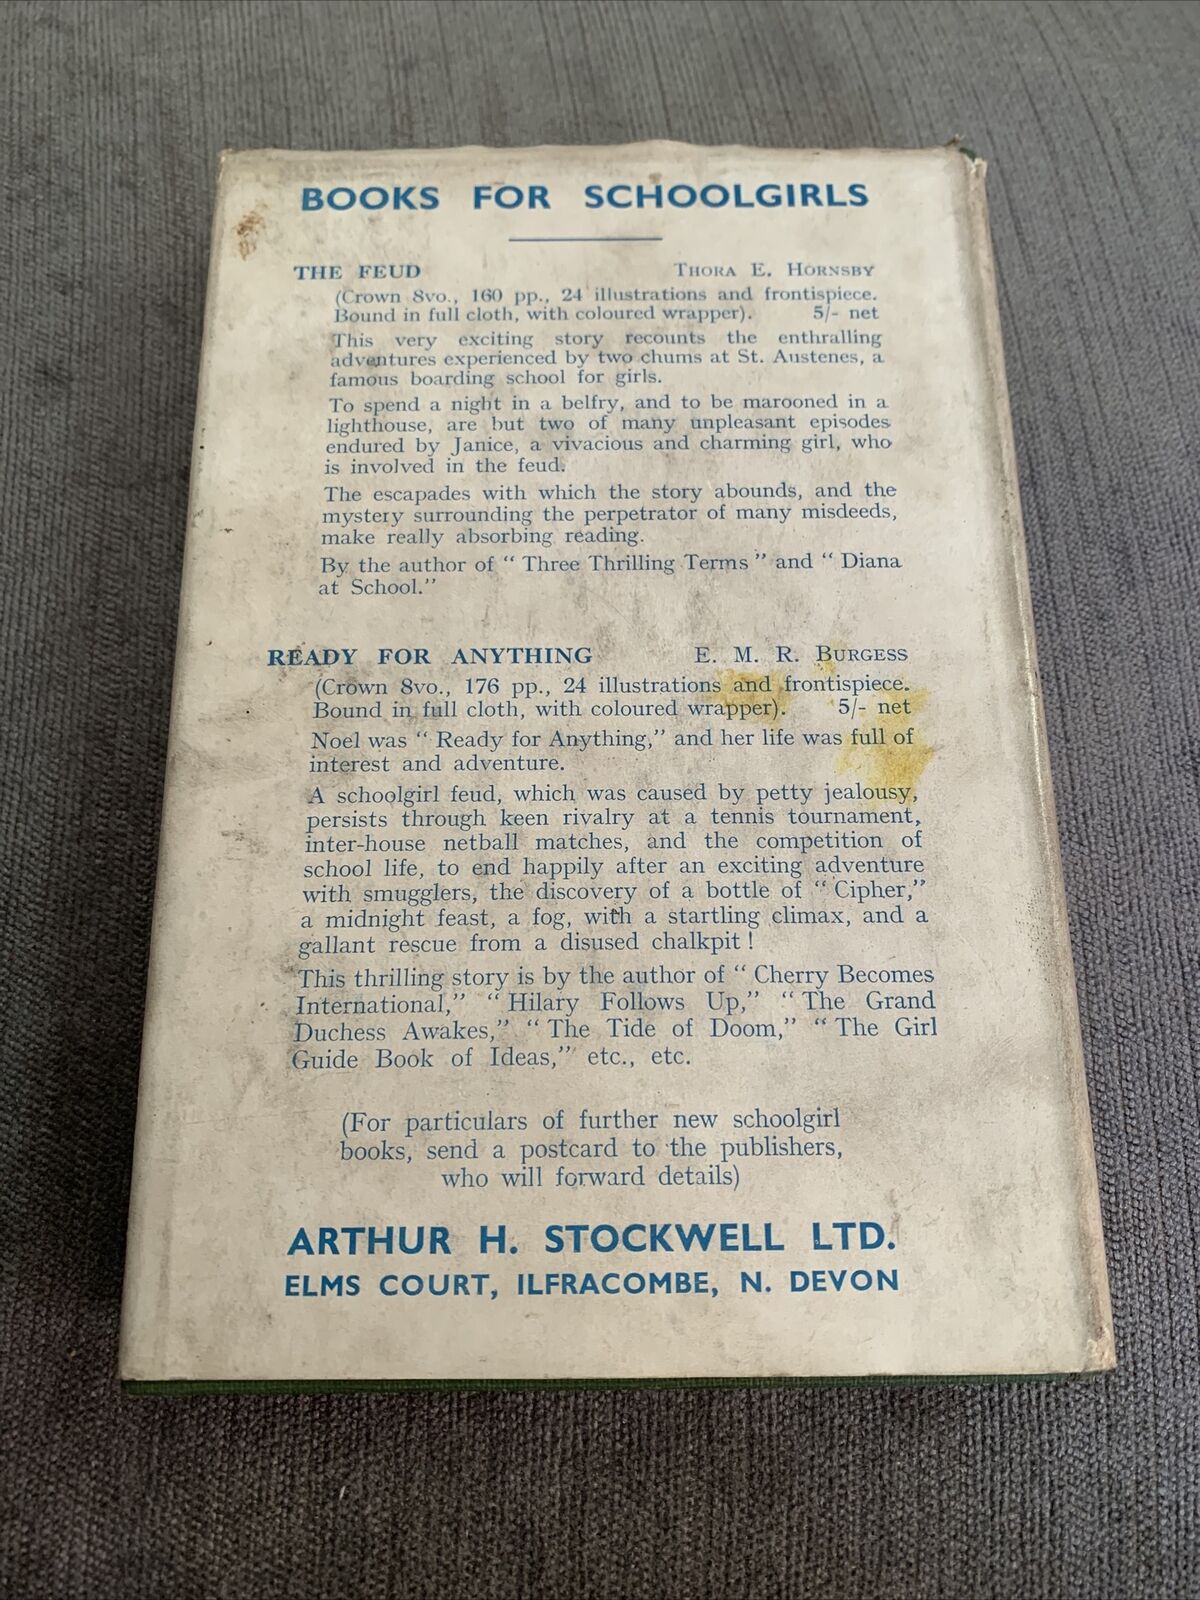 BOOKS FOR SCHOOLGIRLS
THE FEUD THORA E. HORNSBY
(Crown 8vo., 160 pp., 24 illustrations and frontispiece.
Bound in full cloth, with coloured wrapper). 5/- net
This very exciting story recounts the enthralling
adventures experienced by two chums at St. Austenes, a
famous boarding school for girls.
To spend a night in a belfry, and to be marooned in a
lighthouse, are but two of many unpleasant episodes
endured by Janice, a vivacious and charming girl, who
is involved in the feud.
The escapades with which the story abounds, and the
mystery surrounding the perpetrator of many misdeeds,
make really absorbing reading.
By the author of “ Three Thrilling Terms ” and “ Diana
at School.”
READY FOR ANYTHING E. M. R. BURGESS
(Crown 8vo., 176 pp., 24 illustrations and frontispiece.
Bound in full cloth, with coloured wrapper). 5/- net
Noel was “ Ready for Anything,” and her life was full of
interest and adventure.
A schoolgirl feud, which was caused by petty jealousy,
persists through keen rivalry at a tennis tournament,
inter-house netball matches, and the competition of
school life, to end happily after an exciting adventure
with smugglers, the discovery of a bottle of “ Cipher,”
a midnight feast, a fog, with a startling climax, and a
gallant rescue from a disused chalkpit !
This thrilling story is by the author of “ Cherry Becomes
International,” “ Hilary Follows Up,” “ The Grand
Duchess Awakes,” “ The Tide of Doom,” “ The Girl
Guide Book of Ideas,” etc., etc.
(For particulars of further new schoolgirl
books, send a postcard to the publishers,
who will forward details)
ARTHUR H. STOCKWELL LTD.
ELMS COURT, ILFRACOMBE, N. DEVON